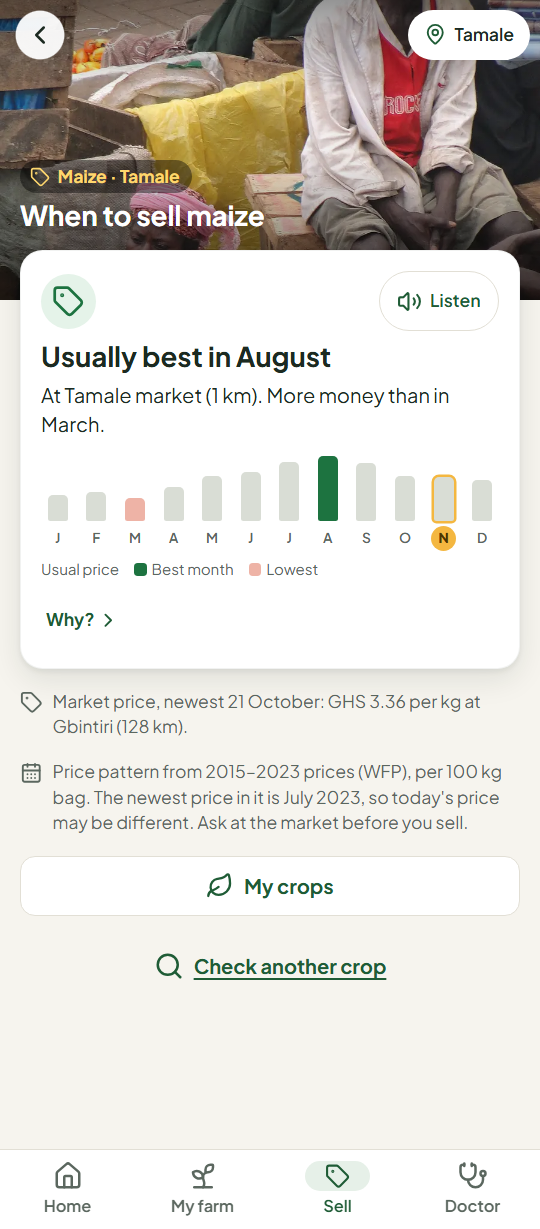 Tamale
ROC
Maize · Tamale
When to sell maize
Listen
Usually best in August
At Tamale market (1 km). More money than in
March.
J F M A M J J A S O N D
Usual price Best month Lowest
Why?
Market price, newest 21 October: GHS 3.36 per kg at
Gbintiri (128 km).
Price pattern from 2015–2023 prices (WFP), per 100 kg
bag. The newest price in it is July 2023, so today's price
may be different. Ask at the market before you sell.
My crops
Check another crop
Home My farm Sell Doctor